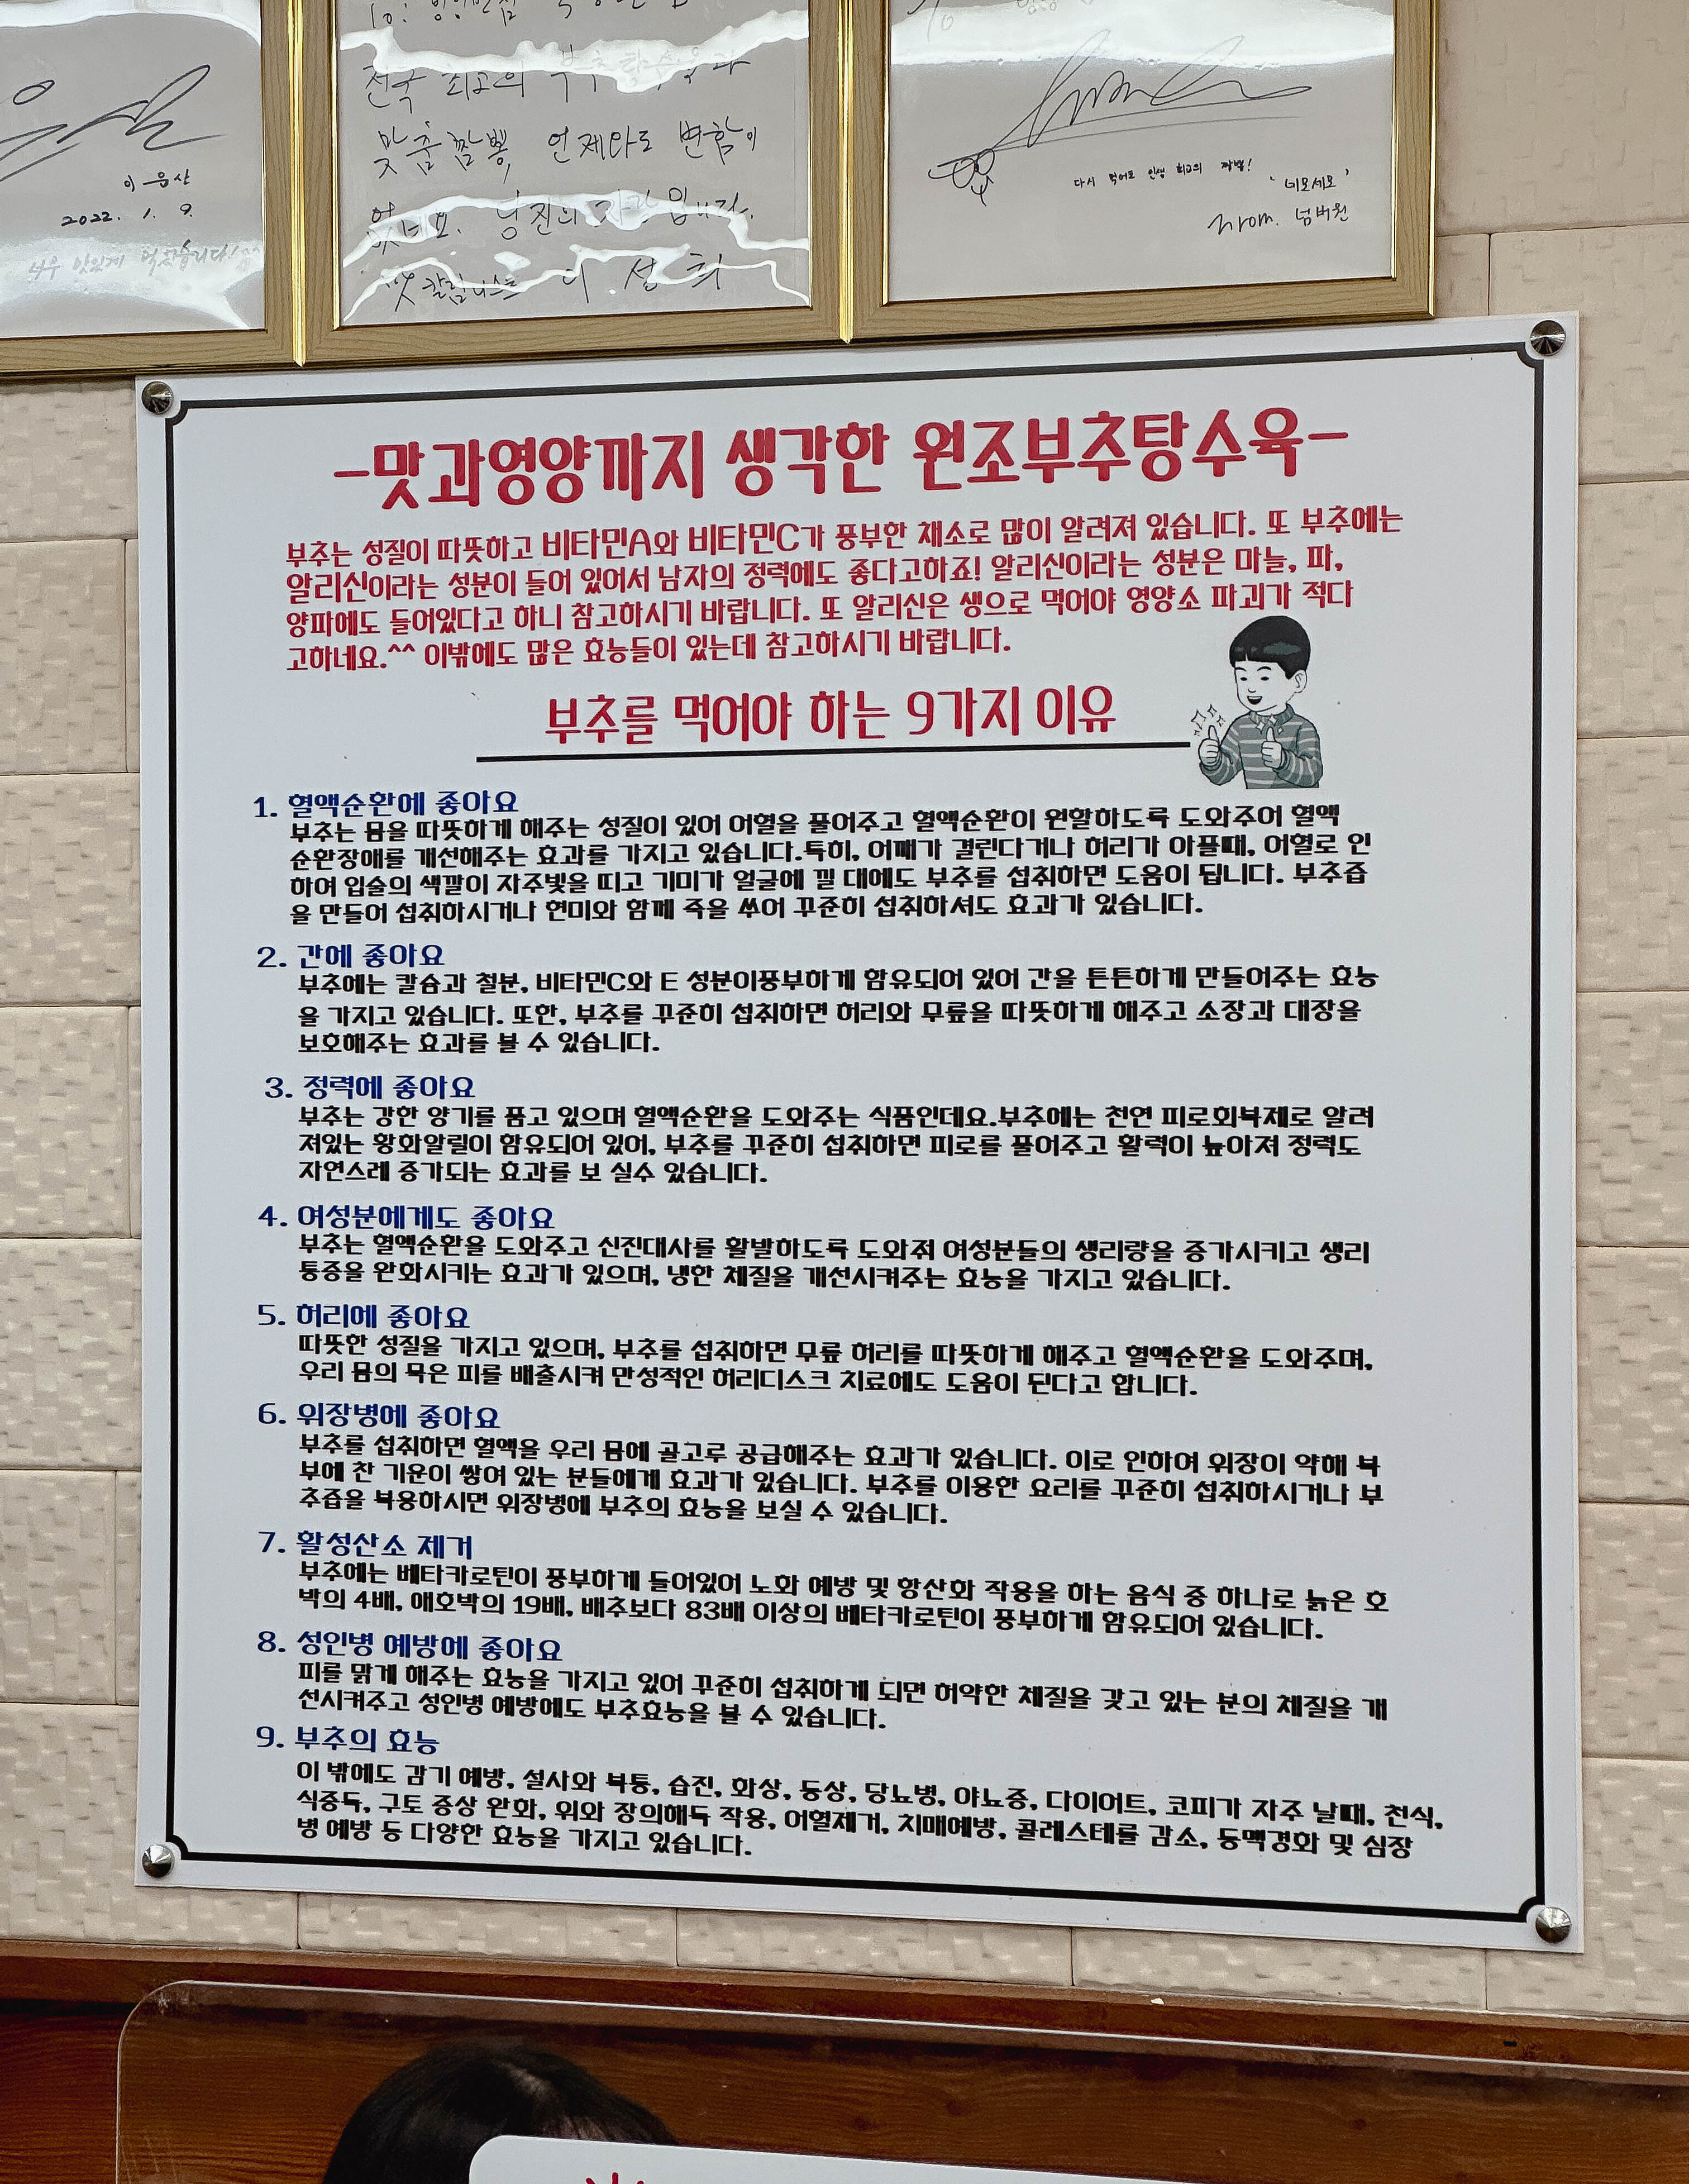 이윤산
2022. 1. 9.
너무 맛있게 먹었습니다!
전국 최고의 부추탕수육과
맛춤짬뽕, 언제라도 변함이
없네요. 남진의 자랑입니다.
맛 칼럼니스트 이성희
다시 먹어도 인생 최고의 짬뽕!
'네모세모'
from. 넘버원
-맛과영양까지 생각한 원조부추탕수육-
부추는 성질이 따뜻하고 비타민A와 비타민C가 풍부한 채소로 많이 알려져 있습니다. 또 부추에는
알리신이라는 성분이 들어 있어서 남자의 정력에도 좋다고하죠! 알리신이라는 성분은 마늘, 파,
양파에도 들어있다고 하니 참고하시기 바랍니다. 또 알리신은 생으로 먹어야 영양소 파괴가 적다
고하네요.^^ 이밖에도 많은 효능들이 있는데 참고하시기 바랍니다.
부추를 먹어야 하는 9가지 이유
1. 혈액순환에 좋아요
부추는 몸을 따뜻하게 해주는 성질이 있어 어혈을 풀어주고 혈액순환이 원할하도록 도와주어 혈액
순환장애를 개선해주는 효과를 가지고 있습니다.특히, 어깨가 결린다거나 허리가 아플때, 어혈로 인
하여 입술의 색깔이 자주빛을 띠고 기미가 얼굴에 낄 대에도 부추를 섭취하면 도움이 됩니다. 부추즙
을 만들어 섭취하시거나 현미와 함께 죽을 쑤어 꾸준히 섭취하셔도 효과가 있습니다.
2. 간에 좋아요
부추에는 칼슘과 철분, 비타민C와 E 성분이풍부하게 함유되어 있어 간을 튼튼하게 만들어주는 효능
을 가지고 있습니다. 또한, 부추를 꾸준히 섭취하면 허리와 무릎을 따뜻하게 해주고 소장과 대장을
보호해주는 효과를 볼 수 있습니다.
3. 정력에 좋아요
부추는 강한 양기를 품고 있으며 혈액순환을 도와주는 식품인데요.부추에는 천연 피로회복제로 알려
져있는 황화알릴이 함유되어 있어, 부추를 꾸준히 섭취하면 피로를 풀어주고 활력이 높아져 정력도
자연스레 증가되는 효과를 보 실수 있습니다.
4. 여성분에게도 좋아요
부추는 혈액순환을 도와주고 신진대사를 활발하도록 도와줘 여성분들의 생리량을 증가시키고 생리
통증을 완화시키는 효과가 있으며, 냉한 체질을 개선시켜주는 효능을 가지고 있습니다.
5. 허리에 좋아요
따뜻한 성질을 가지고 있으며, 부추를 섭취하면 무릎 허리를 따뜻하게 해주고 혈액순환을 도와주며,
우리 몸의 묵은 피를 배출시켜 만성적인 허리디스크 치료에도 도움이 된다고 합니다.
6. 위장병에 좋아요
부추를 섭취하면 혈액을 우리 몸에 골고루 공급해주는 효과가 있습니다. 이로 인하여 위장이 약해 복
부에 찬 기운이 쌓여 있는 분들에게 효과가 있습니다. 부추를 이용한 요리를 꾸준히 섭취하시거나 부
추즙을 복용하시면 위장병에 부추의 효능을 보실 수 있습니다.
7. 활성산소 제거
부추에는 베타카로틴이 풍부하게 들어있어 노화 예방 및 항산화 작용을 하는 음식 중 하나로 늙은 호
박의 4배, 애호박의 19배, 배추보다 83배 이상의 베타카로틴이 풍부하게 함유되어 있습니다.
8. 성인병 예방에 좋아요
피를 맑게 해주는 효능을 가지고 있어 꾸준히 섭취하게 되면 허약한 체질을 갖고 있는 분의 체질을 개
선시켜주고 성인병 예방에도 부추효능을 볼 수 있습니다.
9. 부추의 효능
이 밖에도 감기 예방, 설사와 복통, 습진, 화상, 동상, 당뇨병, 야뇨증, 다이어트, 코피가 자주 날때, 천식,
식중독, 구토 증상 완화, 위와 장의해독 작용, 어혈제거, 치매예방, 콜레스테롤 감소, 동맥경화 및 심장
병 예방 등 다양한 효능을 가지고 있습니다.